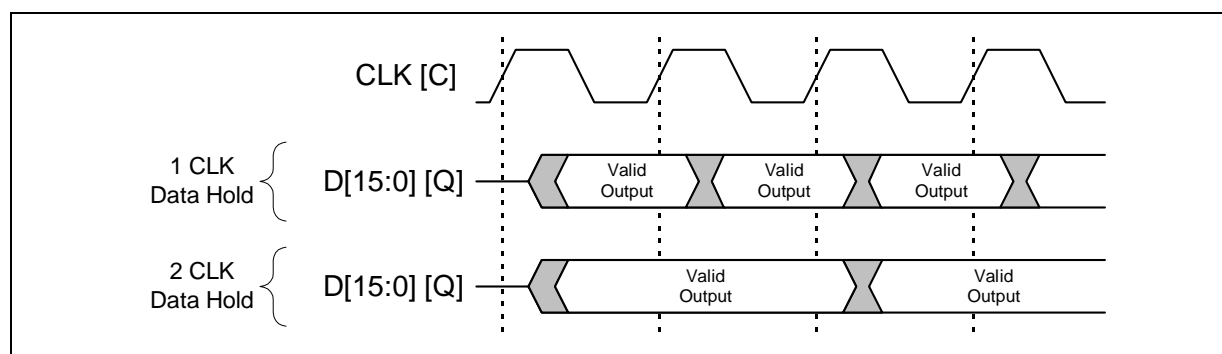 CLK [C]
1 CLK
Data Hold
D[15:0] [Q]
Valid
Output
Valid
Output
Valid
Output
2 CLK
Data Hold
D[15:0] [Q]
Valid
Output
Valid
Output